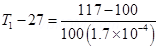 T₁ − 27 = (117 − 100) / (100(1.7×10⁻⁴))